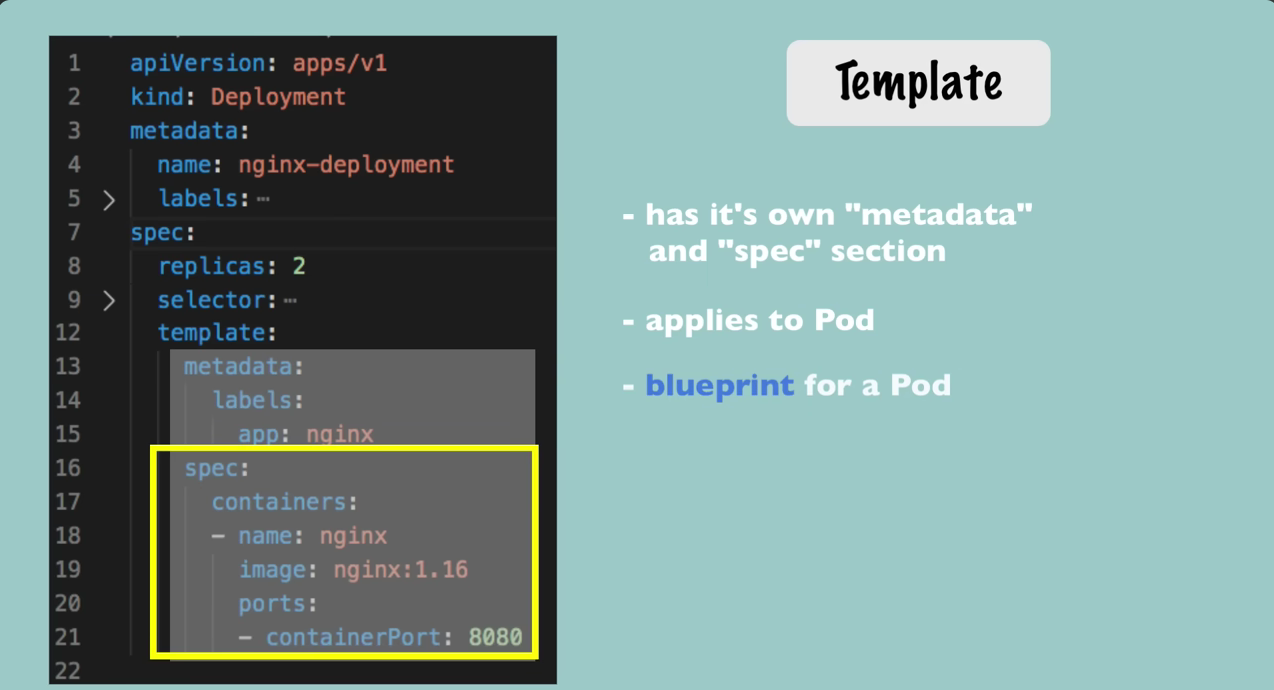 1 apiVersion: apps/v1
2 kind: Deployment
3 metadata:
4 name: nginx-deployment
5 > labels:…
7 spec:
8 replicas: 2
9 > selector:…
12 template:
13 metadata:
14 labels:
15 app: nginx
16 spec:
17 containers:
18 - name: nginx
19 image: nginx:1.16
20 ports:
21 - containerPort: 8080
22
Template
- has it's own "metadata"
and "spec" section
- applies to Pod
- blueprint for a Pod